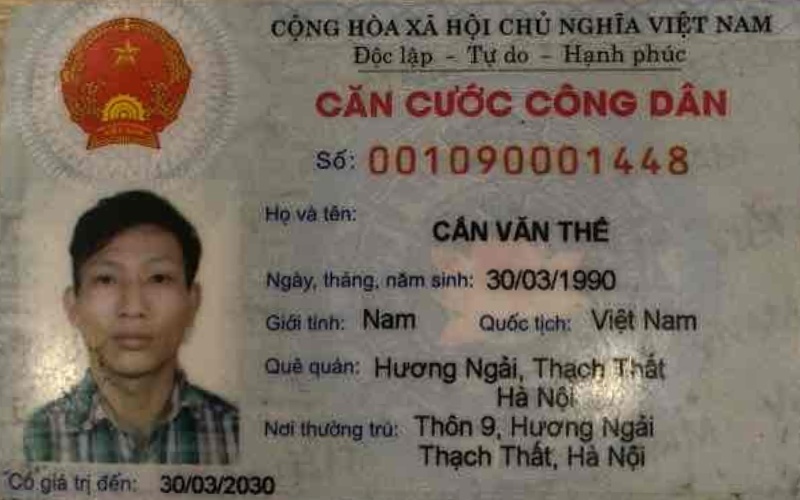 CỘNG HÒA XÃ HỘI CHỦ NGHĨA VIỆT NAM
Độc lập - Tự do - Hạnh phúc
CĂN CƯỚC CÔNG DÂN
Số: 001090001448
Họ và tên:
CẤN VĂN THẾ
Ngày, tháng, năm sinh: 30/03/1990
Giới tính: Nam Quốc tịch: Việt Nam
Quê quán: Hương Ngải, Thạch Thất
Hà Nội
Nơi thường trú: Thôn 9, Hương Ngải
Thạch Thất, Hà Nội
Có giá trị đến: 30/03/2030